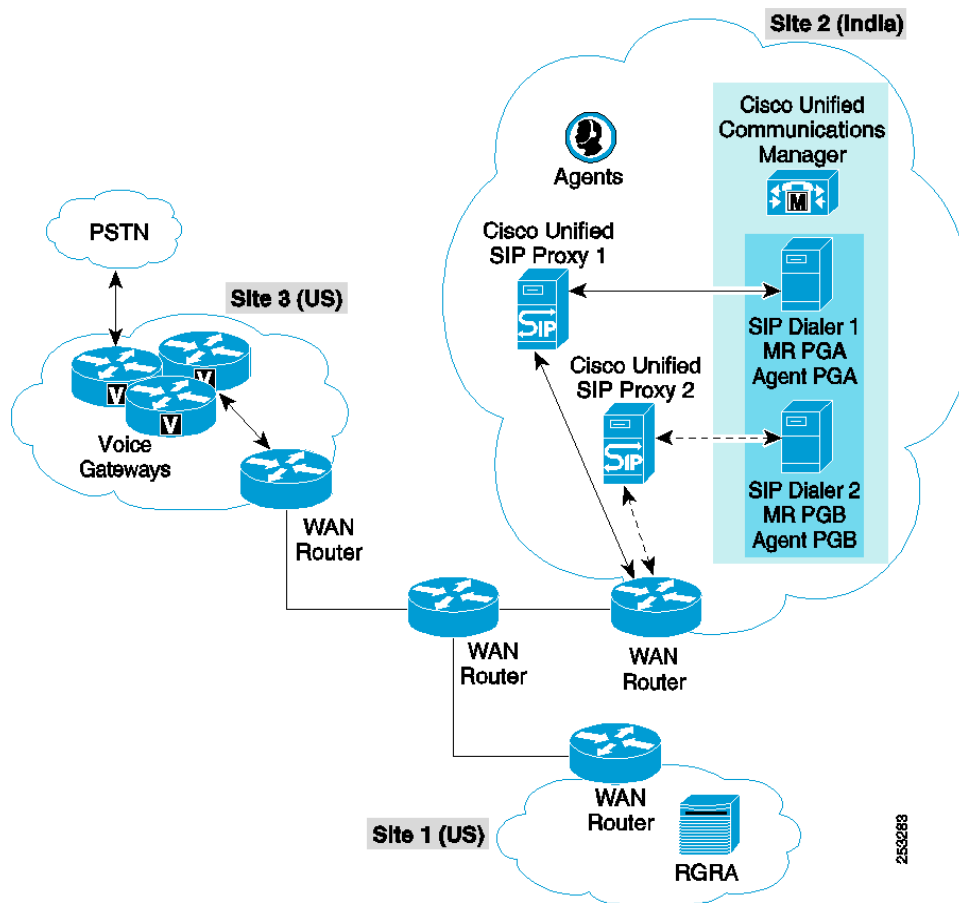 Site 2 (India)
Cisco Unified
Communications
Manager
M
Agents
Cisco Unified
SIP Proxy 1
SIP
SIP Dialer 1
MR PGA
Agent PGA
Cisco Unified
SIP Proxy 2
SIP
SIP Dialer 2
MR PGB
Agent PGB
PSTN
Site 3 (US)
V
V
V
Voice
Gateways
WAN
Router
WAN
Router
WAN
Router
WAN
Router
Site 1 (US)
RGRA
253283